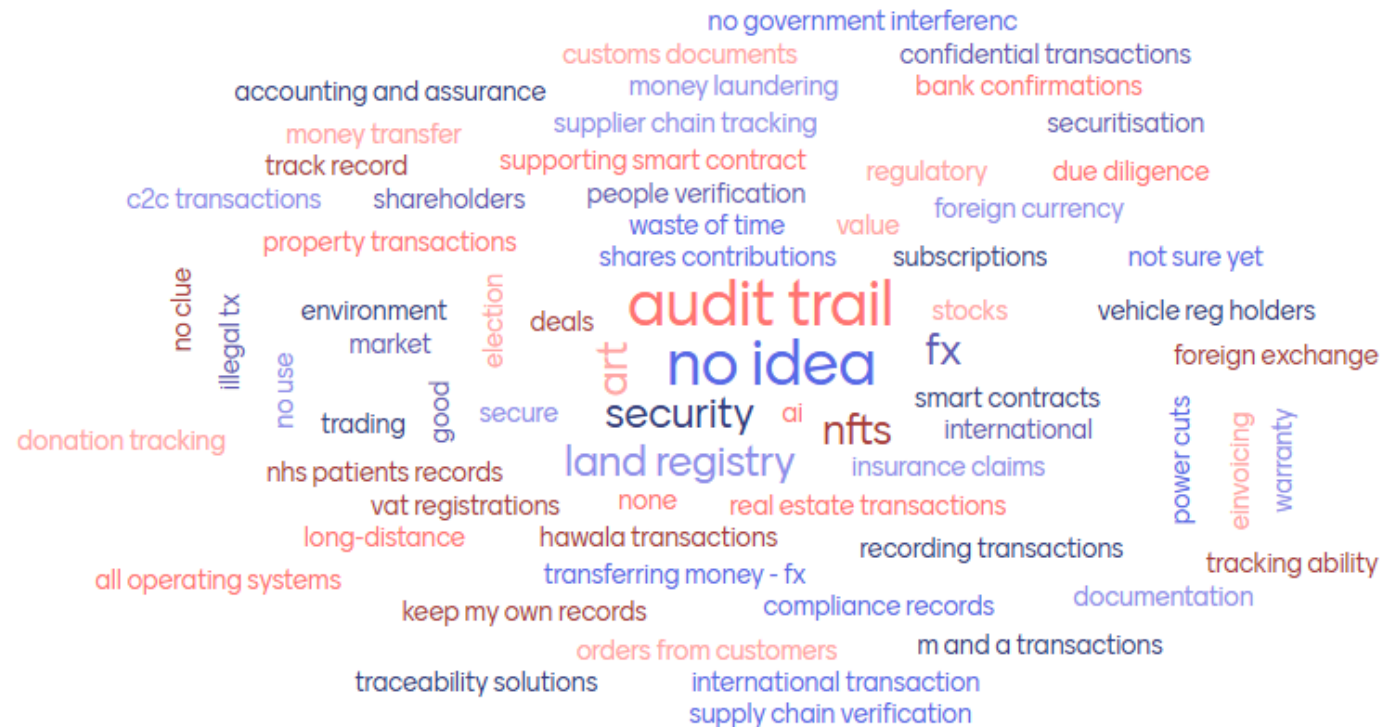 no government interferenc
customs documents
confidential transactions
accounting and assurance
money laundering
bank confirmations
money transfer
supplier chain tracking
securitisation
track record
supporting smart contract
regulatory
due diligence
c2c transactions
shareholders
people verification
foreign currency
property transactions
waste of time
value
shares contributions
subscriptions
not sure yet
no clue
illegal tx
environment
election
deals
audit trail
stocks
vehicle reg holders
market
art
no idea
fx
foreign exchange
no use
trading
good
secure
security
ai
nfts
smart contracts
international
power cuts
einvoicing
warranty
donation tracking
land registry
insurance claims
nhs patients records
vat registrations
none
real estate transactions
long-distance
hawala transactions
recording transactions
tracking ability
all operating systems
transferring money - fx
documentation
keep my own records
compliance records
orders from customers
m and a transactions
traceability solutions
international transaction
supply chain verification